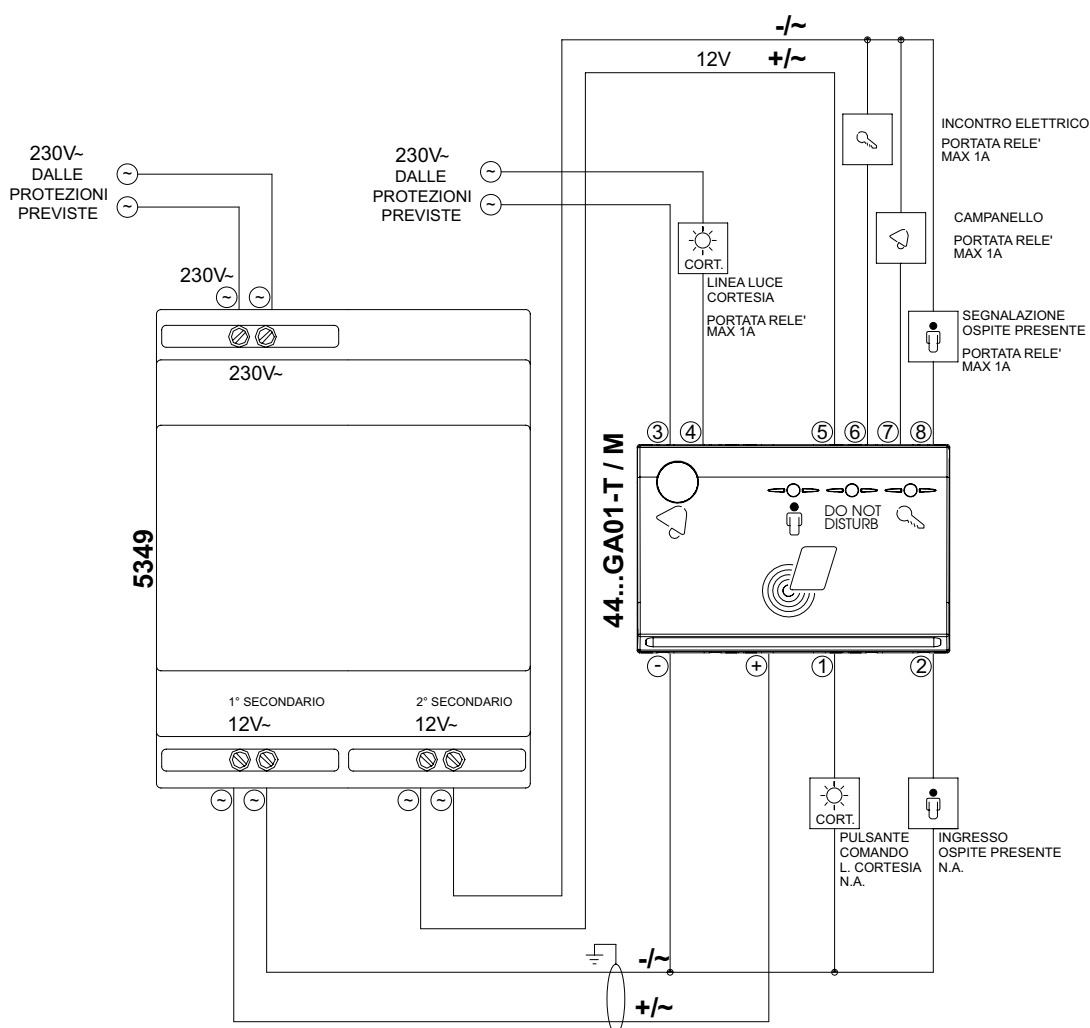 -/~
12V +/~
INCONTRO ELETTRICO
PORTATA RELE'
MAX 1A
230V~
DALLE
PROTEZIONI
PREVISTE
~
~
230V~
DALLE
PROTEZIONI
PREVISTE
~
~
CAMPANELLO
PORTATA RELE'
MAX 1A
CORT.
LINEA LUCE
CORTESIA
PORTATA RELE'
MAX 1A
230V~
~ ~
SEGNALAZIONE
OSPITE PRESENTE
PORTATA RELE'
MAX 1A
230V~
3 4 5 6 7 8
44...GA01-T / M
DO NOT
DISTURB
5349
- + 1 2
1° SECONDARIO
12V~
2° SECONDARIO
12V~
~ ~ ~ ~
CORT.
PULSANTE
COMANDO
L. CORTESIA
N.A.
INGRESSO
OSPITE PRESENTE
N.A.
-/~
+/~